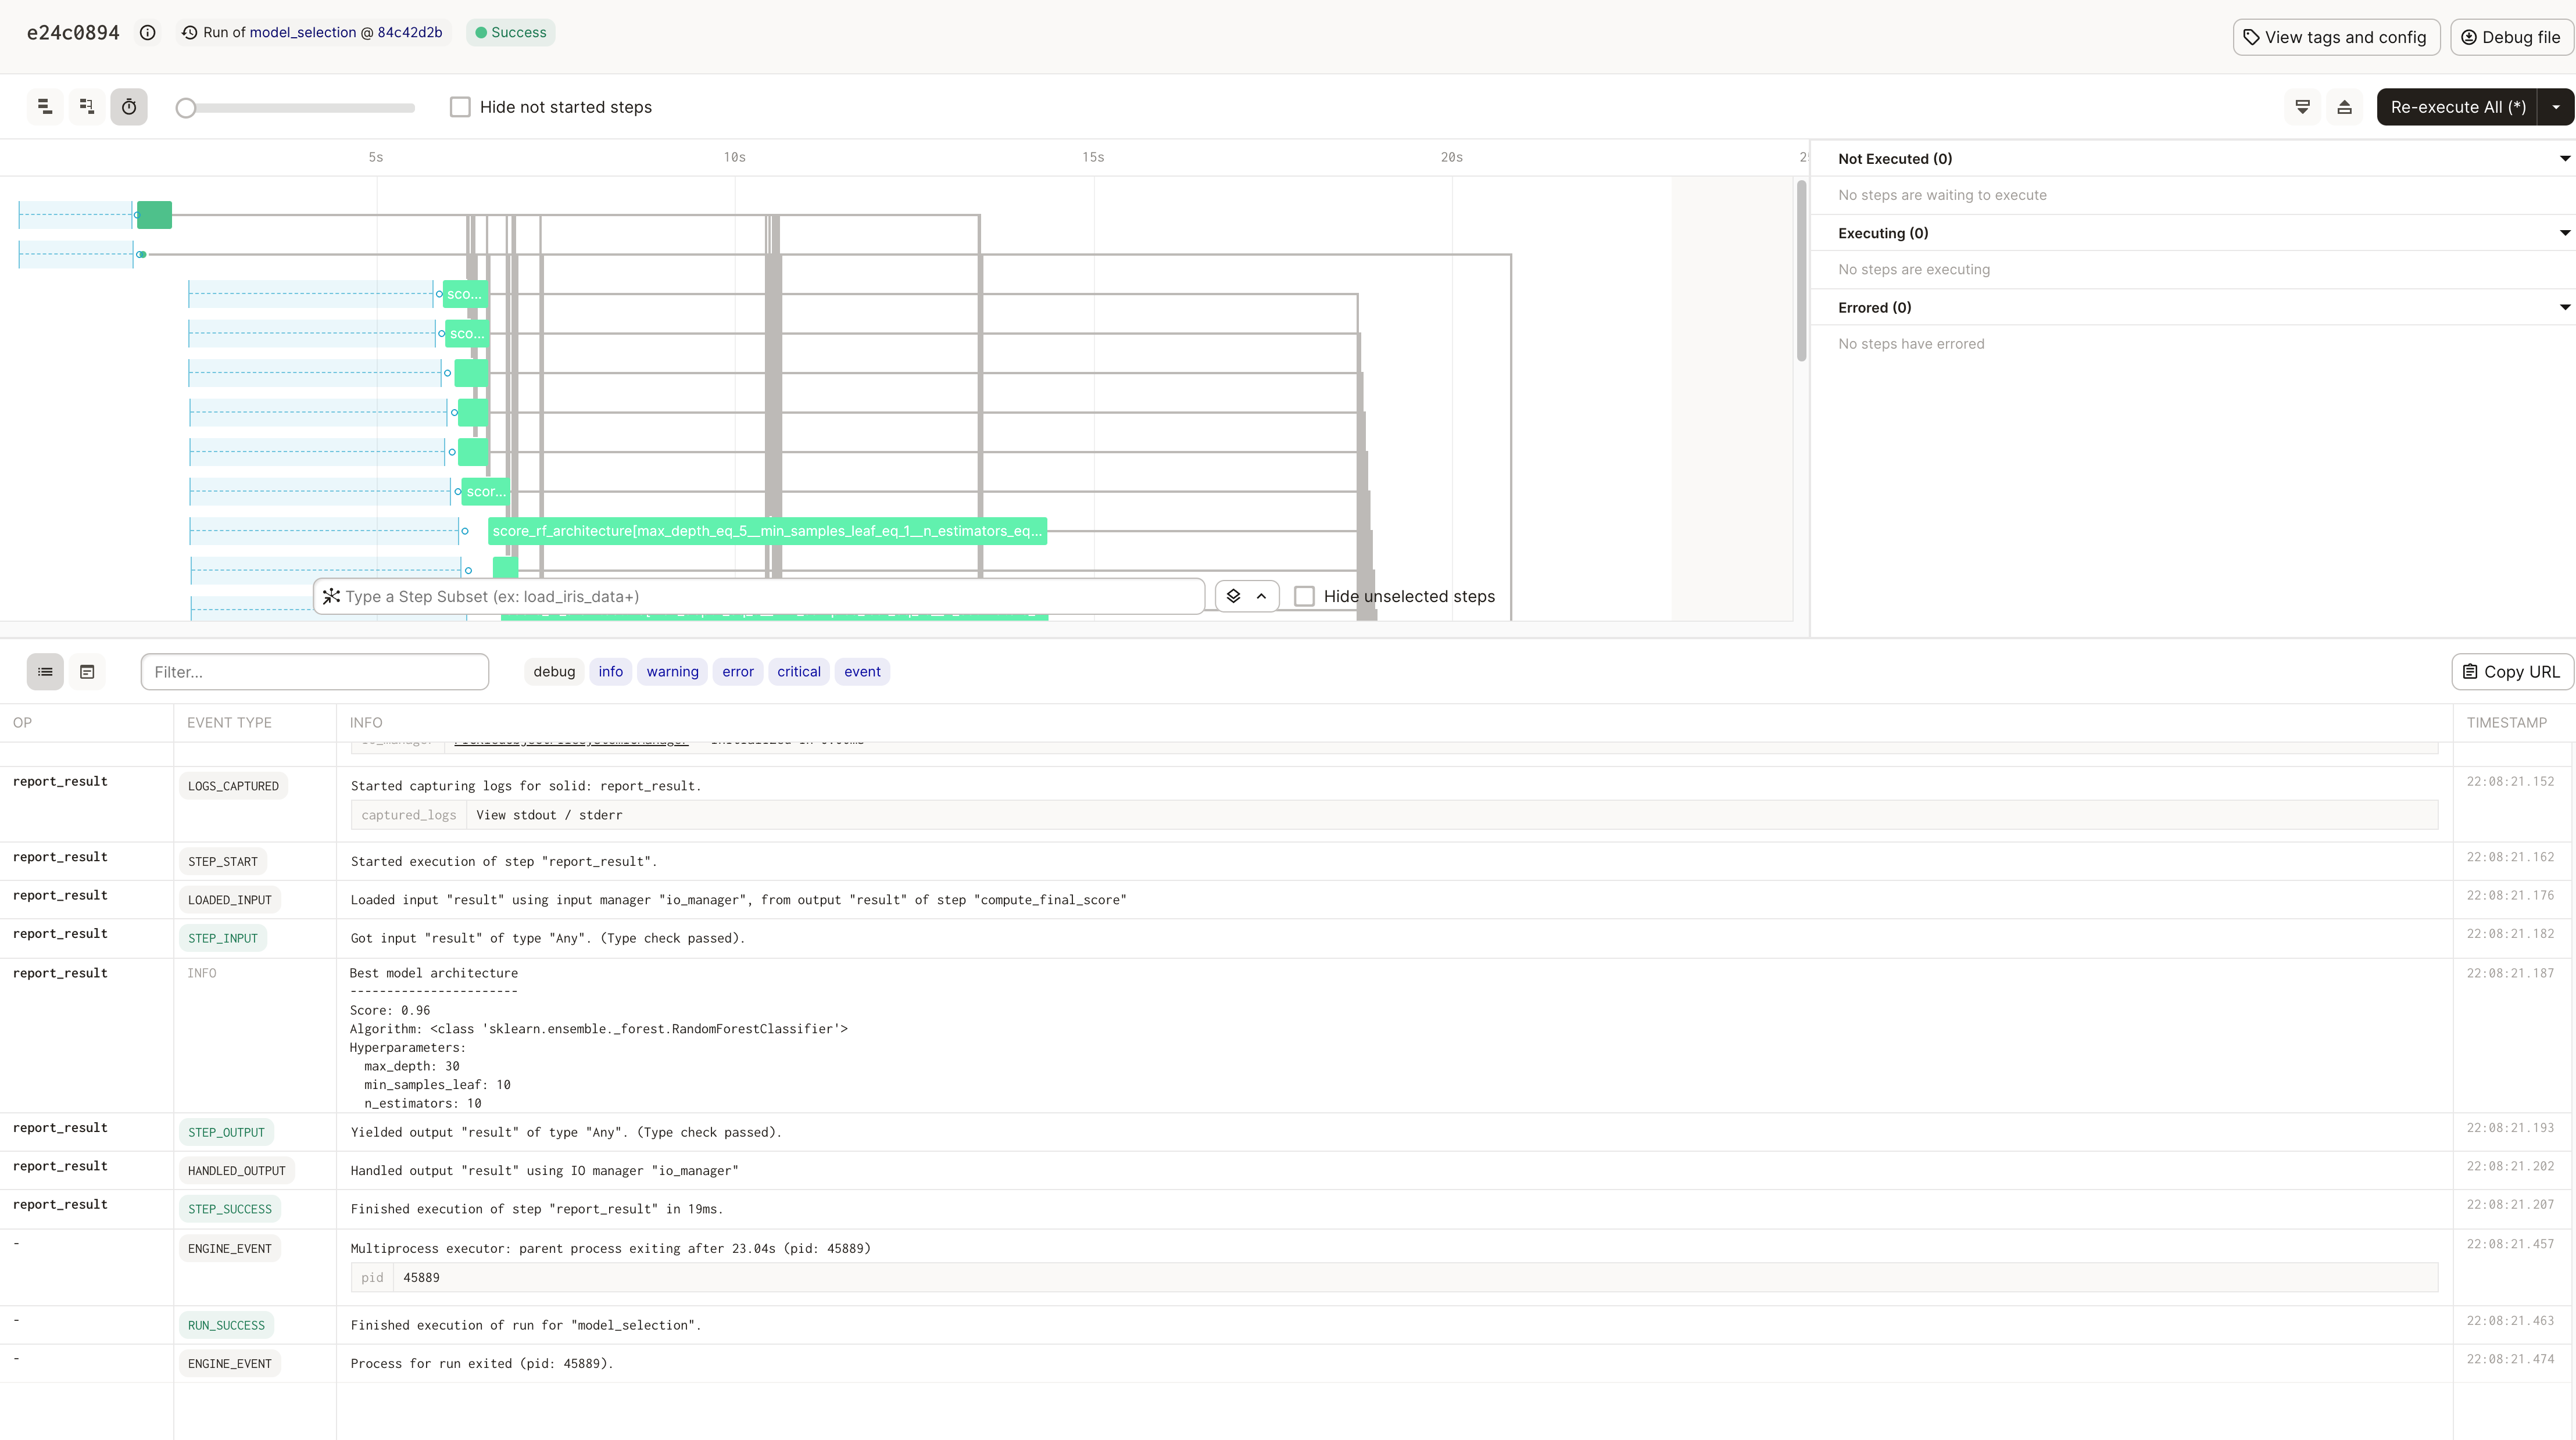 e24c0894 Run of model_selection @ 84c42d2b Success View tags and config Debug file
Hide not started steps Re-execute All (*)
5s 10s 15s 20s
Not Executed (0)
No steps are waiting to execute
Executing (0)
No steps are executing
Errored (0)
No steps have errored
sco...
sco...
scor...
score_rf_architecture[max_depth_eq_5__min_samples_leaf_eq_1__n_estimators_eq...
Type a Step Subset (ex: load_iris_data+) Hide unselected steps
Filter... debug info warning error critical event Copy URL
OP EVENT TYPE INFO TIMESTAMP
report_result LOGS_CAPTURED Started capturing logs for solid: report_result. 22:08:21.152
captured_logs View stdout / stderr
report_result STEP_START Started execution of step "report_result". 22:08:21.162
report_result LOADED_INPUT Loaded input "result" using input manager "io_manager", from output "result" of step "compute_final_score" 22:08:21.176
report_result STEP_INPUT Got input "result" of type "Any". (Type check passed). 22:08:21.182
report_result INFO Best model architecture 22:08:21.187
-----------------------
Score: 0.96
Algorithm: <class 'sklearn.ensemble._forest.RandomForestClassifier'>
Hyperparameters:
max_depth: 30
min_samples_leaf: 10
n_estimators: 10
report_result STEP_OUTPUT Yielded output "result" of type "Any". (Type check passed). 22:08:21.193
report_result HANDLED_OUTPUT Handled output "result" using IO manager "io_manager" 22:08:21.202
report_result STEP_SUCCESS Finished execution of step "report_result" in 19ms. 22:08:21.207
- ENGINE_EVENT Multiprocess executor: parent process exiting after 23.04s (pid: 45889) 22:08:21.457
pid 45889
- RUN_SUCCESS Finished execution of run for "model_selection". 22:08:21.463
- ENGINE_EVENT Process for run exited (pid: 45889). 22:08:21.474